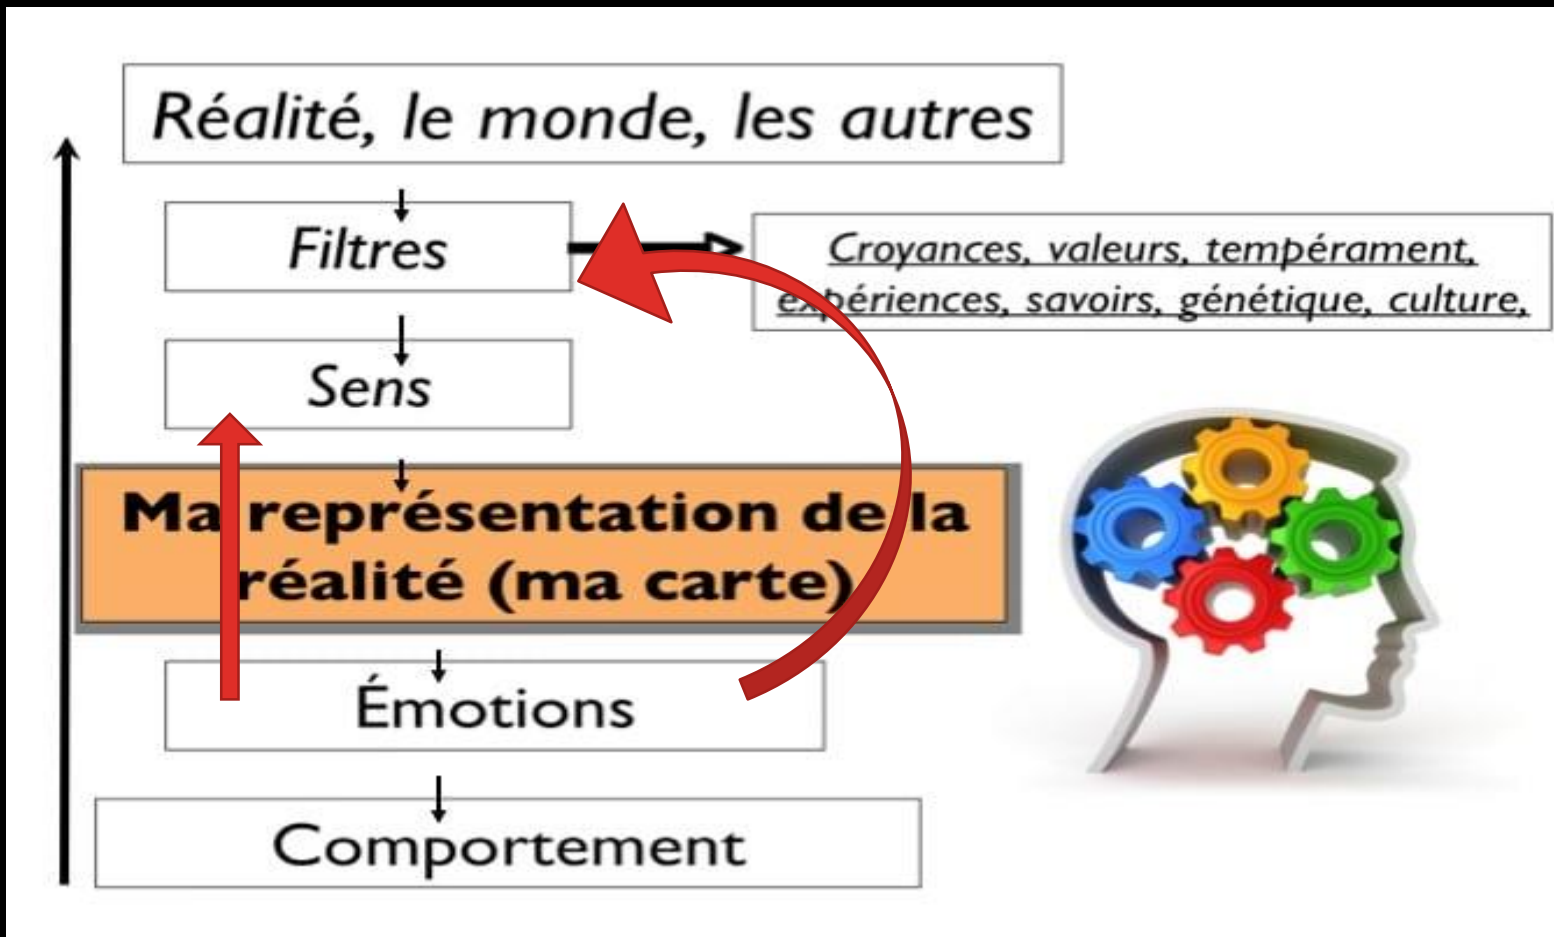 Réalité, le monde, les autres
Filtres
Croyances, valeurs, tempérament,
expériences, savoirs, génétique, culture,
Sens
Ma représentation de la
réalité (ma carte)
Émotions
Comportement